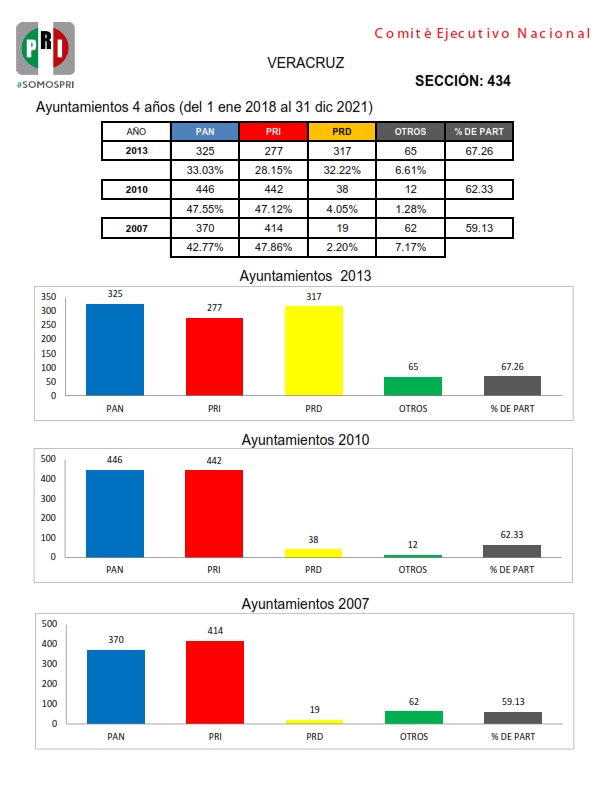 Comité Ejecutivo Nacional
PRI
#SOMOSPRI
VERACRUZ
SECCIÓN: 434
Ayuntamientos 4 años (del 1 ene 2018 al 31 dic 2021)
AÑO PAN PRI PRD OTROS % DE PART
2013 325 277 317 65 67.26
33.03% 28.15% 32.22% 6.61%
2010 446 442 38 12 62.33
47.55% 47.12% 4.05% 1.28%
2007 370 414 19 62 59.13
42.77% 47.86% 2.20% 7.17%
Ayuntamientos 2013
350
300
250
200
150
100
50
0
325 277 317 65 67.26
PAN PRI PRD OTROS % DE PART
Ayuntamientos 2010
500
400
300
200
100
0
446 442 38 12 62.33
PAN PRI PRD OTROS % DE PART
Ayuntamientos 2007
500
400
300
200
100
0
370 414 19 62 59.13
PAN PRI PRD OTROS % DE PART